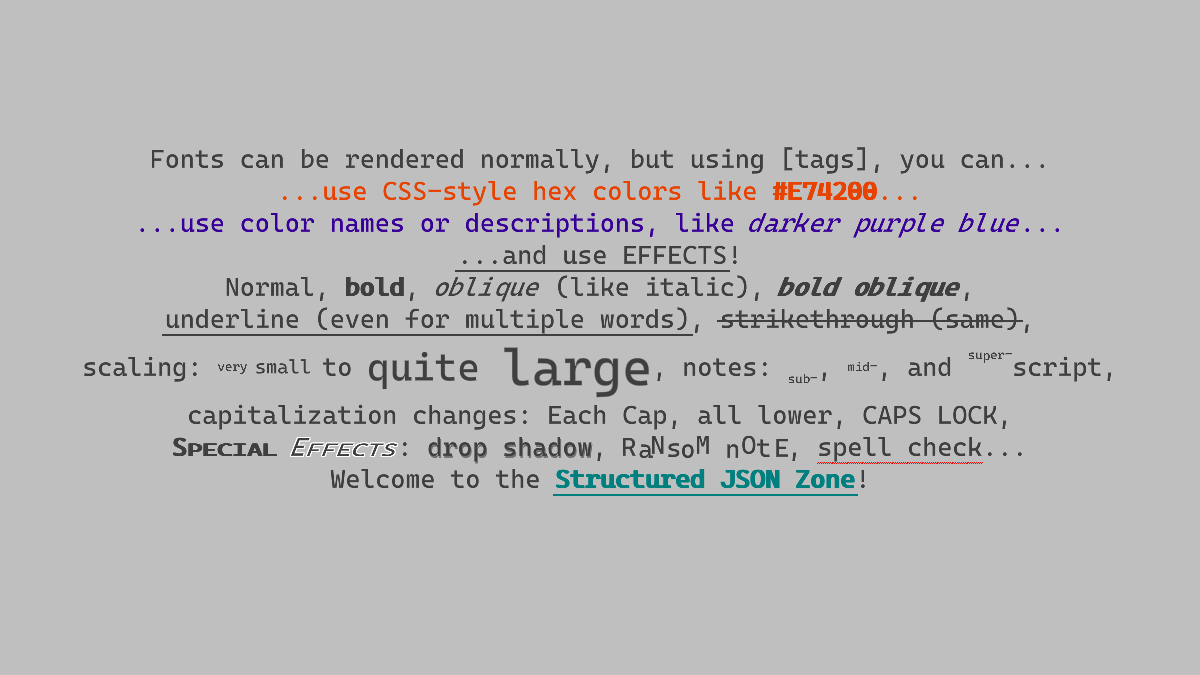 Fonts can be rendered normally, but using [tags], you can...
...use CSS-style hex colors like #E74200...
...use color names or descriptions, like darker purple blue...
...and use EFFECTS!
Normal, bold, oblique (like italic), bold oblique,
underline (even for multiple words), strikethrough (same),
scaling: very small to quite large, notes: sub-, mid-, and super-script,
capitalization changes: Each Cap, all lower, CAPS LOCK,
Special Effects: drop shadow, RaNsoM nOtE, spell check...
Welcome to the Structured JSON Zone!